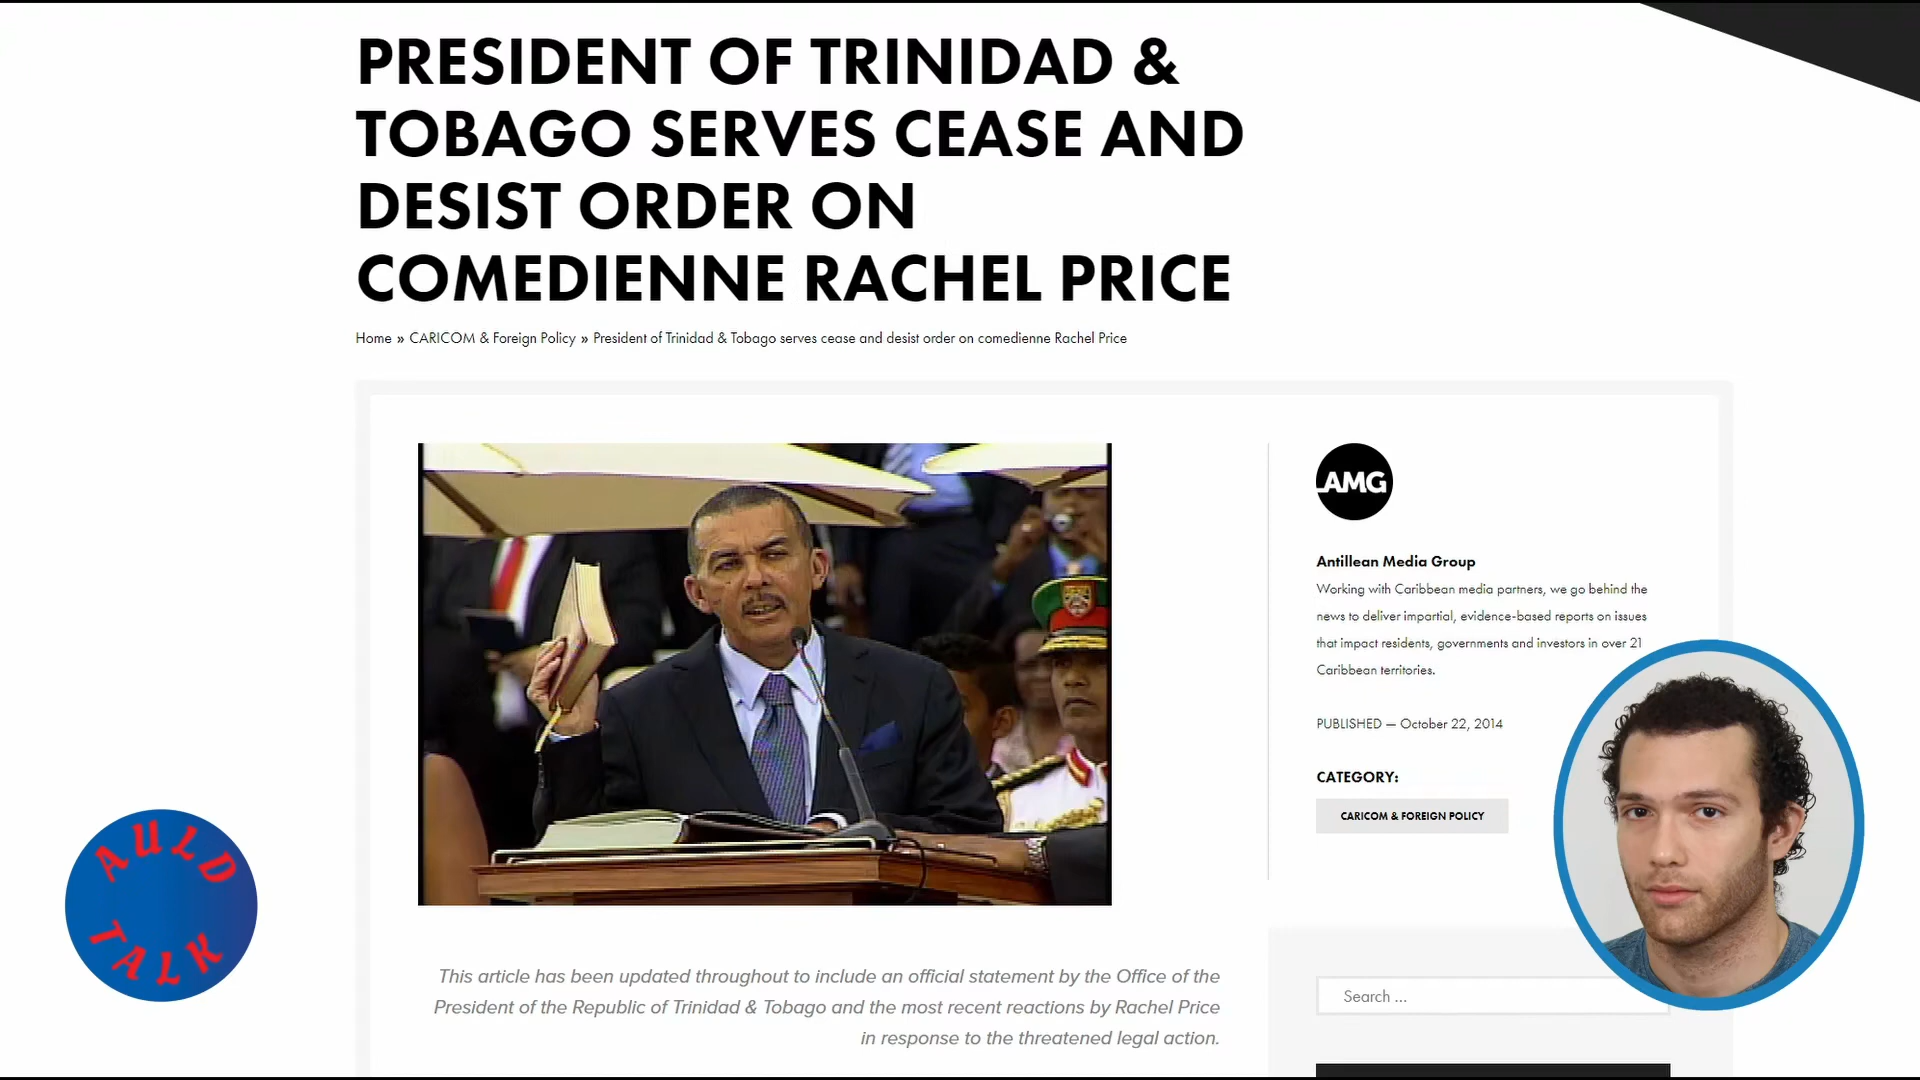 PRESIDENT OF TRINIDAD &
TOBAGO SERVES CEASE AND
DESIST ORDER ON
COMEDIENNE RACHEL PRICE
Home » CARICOM & Foreign Policy » President of Trinidad & Tobago serves cease and desist order on comedienne Rachel Price
AMG
Antillean Media Group
Working with Caribbean media partners, we go behind the
news to deliver impartial, evidence-based reports on issues
that impact residents, governments and investors in over 21
Caribbean territories.
PUBLISHED — October 22, 2014
CATEGORY:
CARICOM & FOREIGN POLICY
AULD
TALK
This article has been updated throughout to include an official statement by the Office of the
President of the Republic of Trinidad & Tobago and the most recent reactions by Rachel Price
in response to the threatened legal action.
Search ...